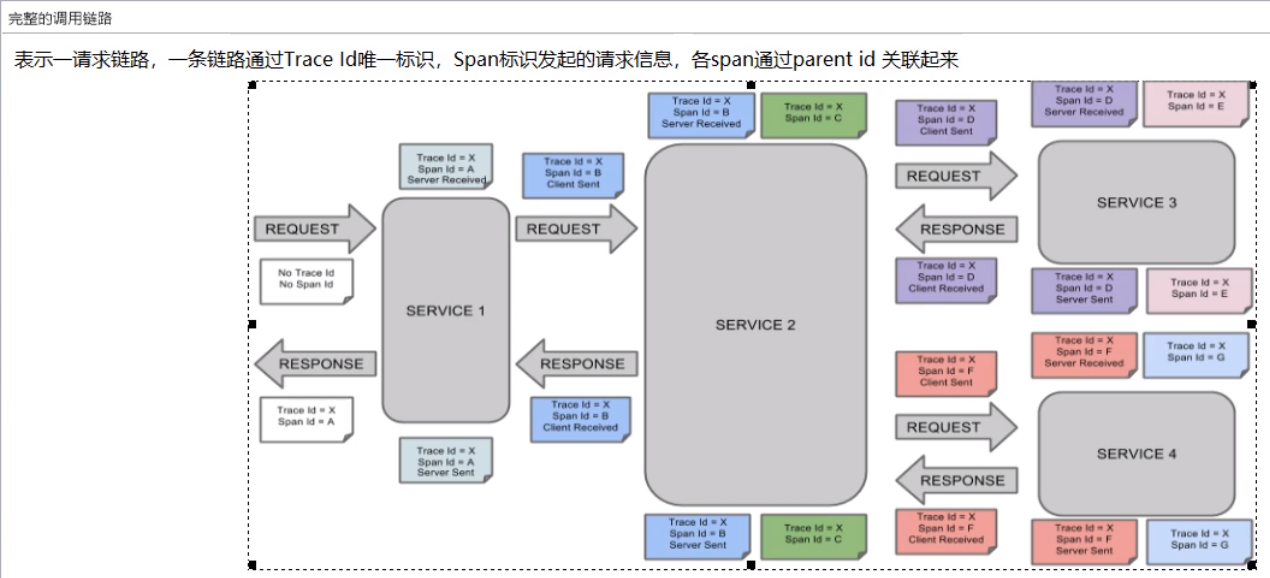 完整的调用链路
表示一请求链路，一条链路通过Trace Id唯一标识，Span标识发起的请求信息，各span通过parent id 关联起来
Trace Id = X
Span Id = A
Server Received
REQUEST
No Trace Id
No Span Id
SERVICE 1
RESPONSE
Trace Id = X
Span Id = A
Trace Id = X
Span Id = A
Server Sent
Trace Id = X
Span Id = B
Client Sent
REQUEST
RESPONSE
Trace Id = X
Span Id = B
Client Received
Trace Id = X
Span Id = B
Server Received
Trace Id = X
Span Id = C
SERVICE 2
Trace Id = X
Span Id = B
Server Sent
Trace Id = X
Span Id = C
Trace Id = X
Span Id = D
Client Sent
REQUEST
RESPONSE
Trace Id = X
Span Id = D
Client Received
Trace Id = X
Span Id = D
Server Received
Trace Id = X
Span Id = E
SERVICE 3
Trace Id = X
Span Id = D
Server Sent
Trace Id = X
Span Id = E
Trace Id = X
Span Id = F
Client Sent
REQUEST
RESPONSE
Trace Id = X
Span Id = F
Client Received
Trace Id = X
Span Id = F
Server Received
Trace Id = X
Span Id = G
SERVICE 4
Trace Id = X
Span Id = F
Server Sent
Trace Id = X
Span Id = G